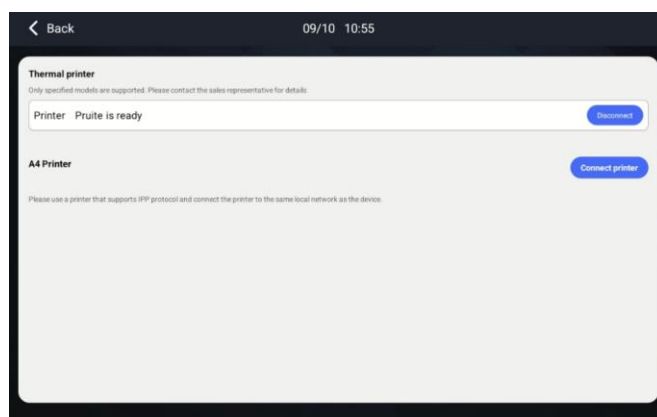 Back
09/10 10:55
Thermal printer
Only specified models are supported. Please contact the sales representative for details
Printer Pruite is ready
Disconnect
A4 Printer
Connect printer
Please use a printer that supports IPP protocol and connect the printer to the same local network as the device.